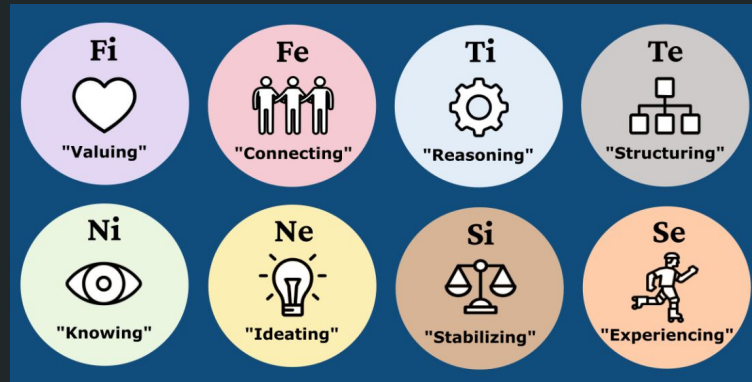 Fi
"Valuing"
Fe
"Connecting"
Ti
"Reasoning"
Te
"Structuring"
Ni
"Knowing"
Ne
"Ideating"
Si
"Stabilizing"
Se
"Experiencing"